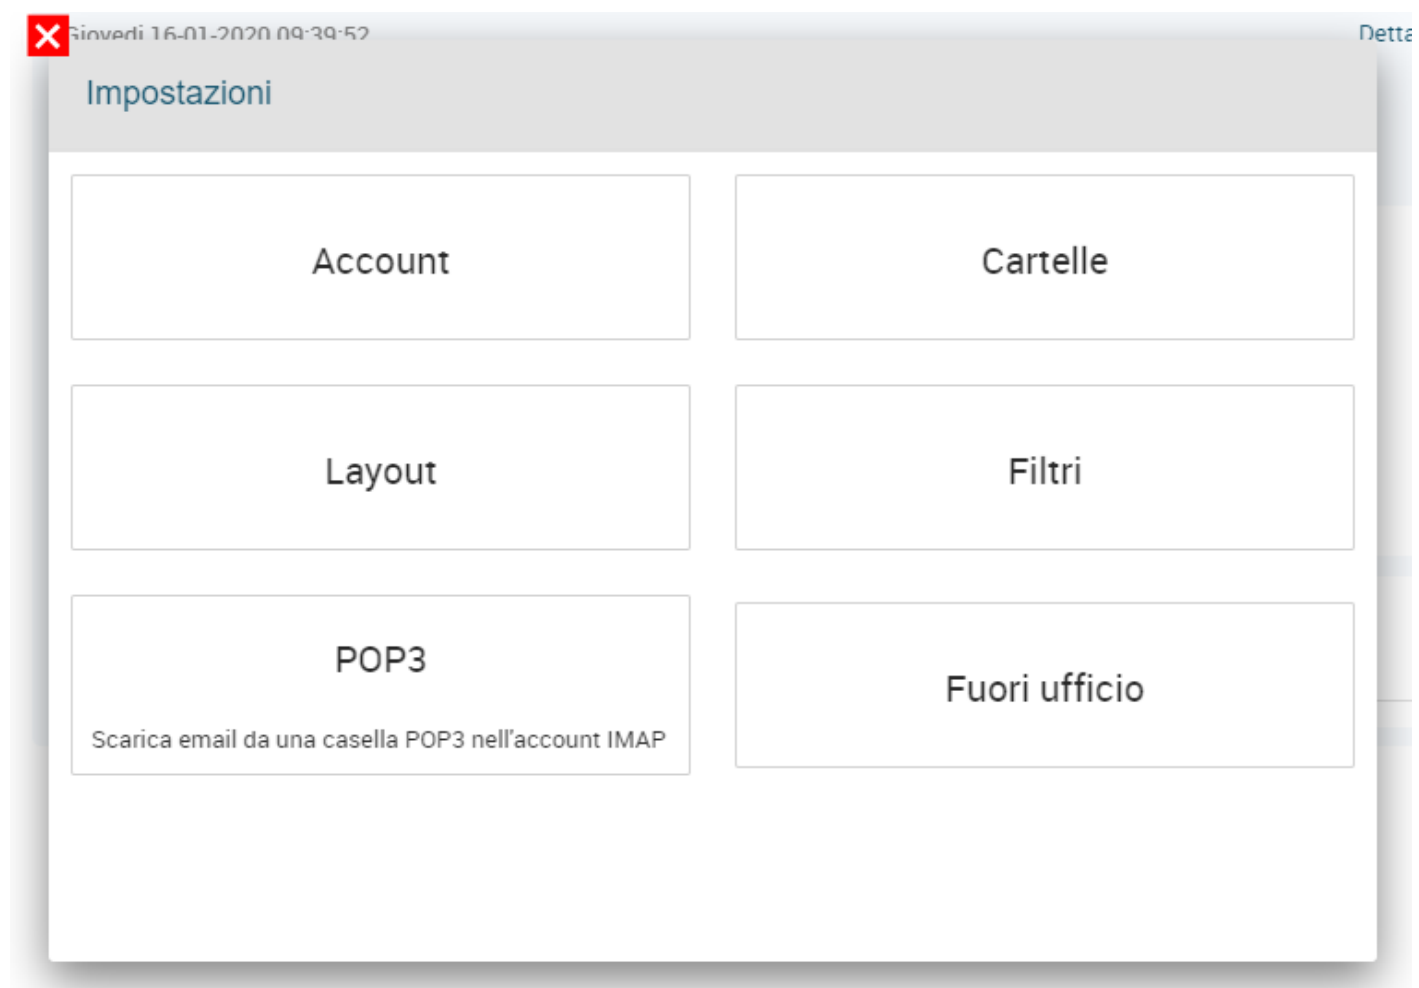 Giovedi 16-01-2020 09:39:52
Impostazioni
Account
Cartelle
Layout
Filtri
POP3
Scarica email da una casella POP3 nell'account IMAP
Fuori ufficio